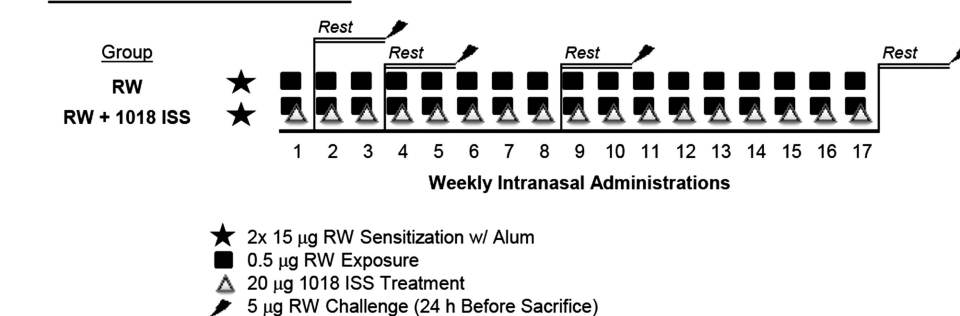 Rest
Group
Rest
Rest
Rest
RW
RW + 1018 ISS
1 2 3 4 5 6 7 8 9 10 11 12 13 14 15 16 17
Weekly Intranasal Administrations
2x 15 μg RW Sensitization w/ Alum
0.5 μg RW Exposure
20 μg 1018 ISS Treatment
5 μg RW Challenge (24 h Before Sacrifice)